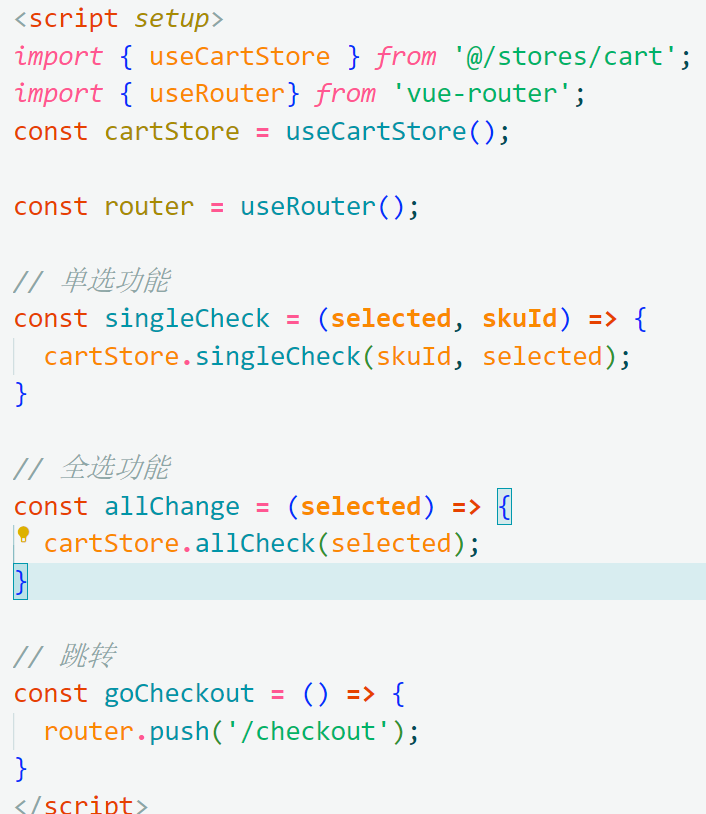 <script setup>
import { useCartStore } from '@/stores/cart';
import { useRouter} from 'vue-router';
const cartStore = useCartStore();
const router = useRouter();
// 单选功能
const singleCheck = (selected, skuId) => {
cartStore.singleCheck(skuId, selected);
}
// 全选功能
const allChange = (selected) => {
cartStore.allCheck(selected);
}
// 跳转
const goCheckout = () => {
router.push('/checkout');
}
</script>